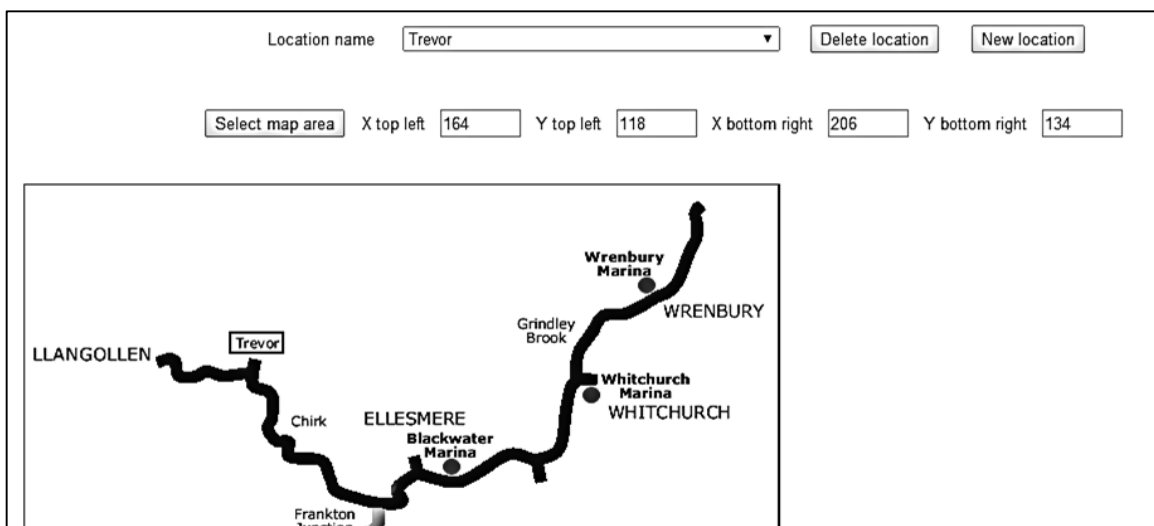 Location name Trevor Delete location New location
Select map area X top left 164 Y top left 118 X bottom right 206 Y bottom right 134
Wrenbury
Marina
WRENBURY
Grindley
Brook
Trevor
LLANGOLLEN
Whitchurch
Marina
WHITCHURCH
Chirk
ELLESMERE
Blackwater
Marina
Frankton
Junction